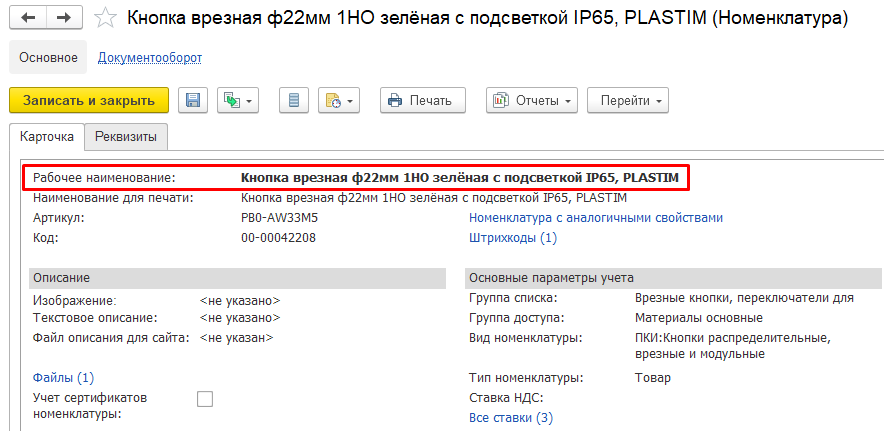 Кнопка врезная ф22мм 1НО зелёная с подсветкой IP65, PLASTIM (Номенклатура)
Основное Документооборот
Записать и закрыть Печать Отчеты Перейти
Карточка Реквизиты
Рабочее наименование: Кнопка врезная ф22мм 1НО зелёная с подсветкой IP65, PLASTIM
Наименование для печати: Кнопка врезная ф22мм 1НО зелёная с подсветкой IP65, PLASTIM
Артикул: PB0-AW33M5 Номенклатура с аналогичными свойствами
Код: 00-00042208 Штрихкоды (1)
Описание Основные параметры учета
Изображение: <не указано> Группа списка: Врезные кнопки, переключатели для
Текстовое описание: <не указано> Группа доступа: Материалы основные
Файл описания для сайта: <не указан> Вид номенклатуры: ПКИ:Кнопки распределительные,
врезные и модульные
Файлы (1) Тип номенклатуры: Товар
Учет сертификатов Ставка НДС:
номенклатуры: Все ставки (3)